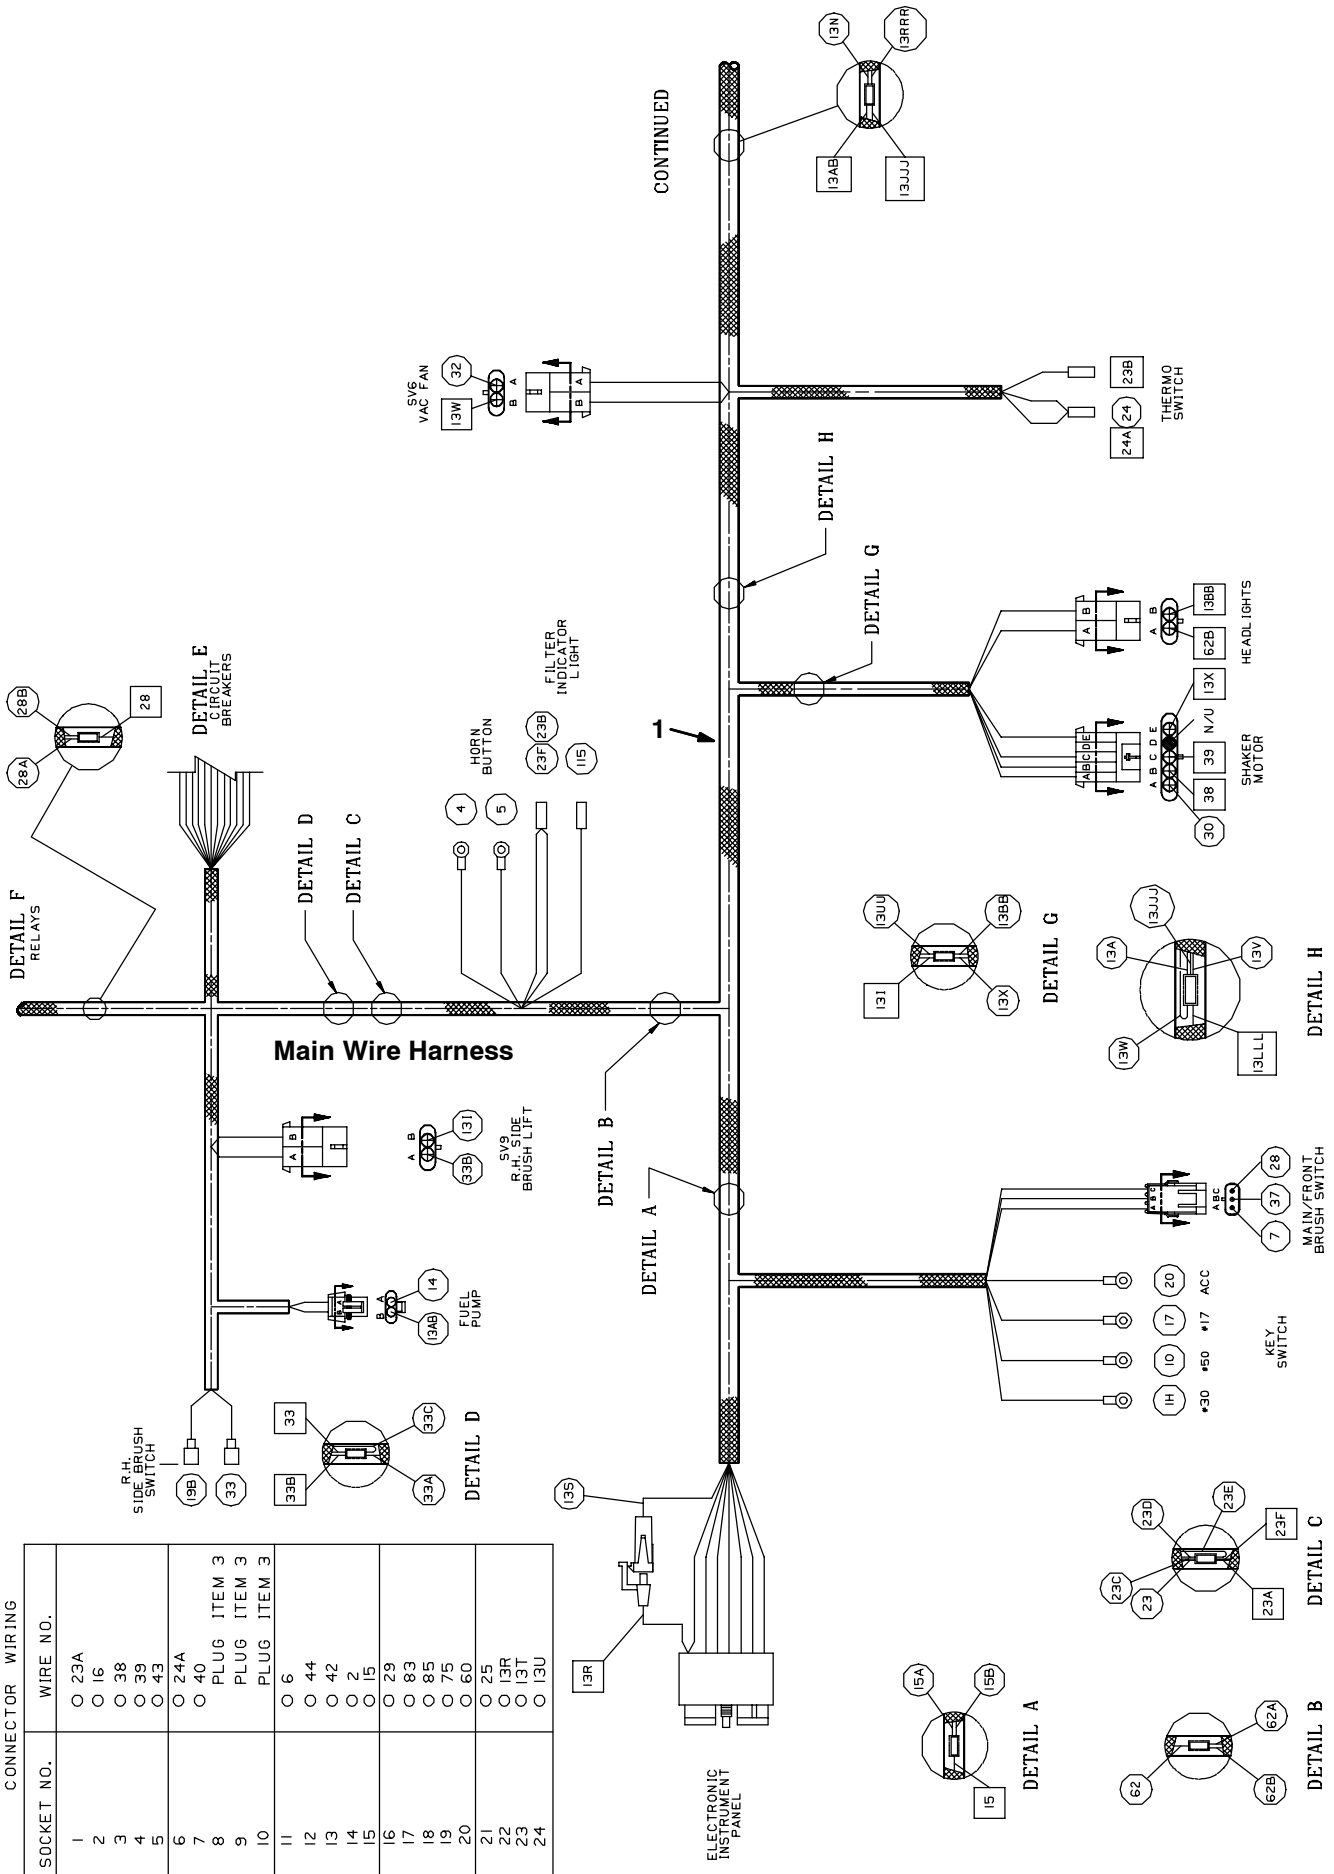 CONNECTOR WIRING
SOCKET NO. WIRE NO.
1 23A
2 16
3 38
4 39
5 43
6 24A
7 40
8 PLUG ITEM 3
9 PLUG ITEM 3
10 PLUG ITEM 3
11 6
12 44
13 42
14 2
15 15
16 29
17 83
18 85
19 75
20 60
21 25
22 13R
23 13T
24 13U
R.H.
SIDE BRUSH
SWITCH
19B
33
33B
33
33A
33C
DETAIL D
FUEL
PUMP
B A
B A
13AB
14
SV9
R.H. SIDE
BRUSH LIFT
A B
A B
33B
13I
DETAIL F
RELAYS
28A
28B
28
DETAIL E
CIRCUIT
BREAKERS
DETAIL D
DETAIL C
Main Wire Harness
HORN
BUTTON
4
5
FILTER
INDICATOR
LIGHT
23F
23B
115
DETAIL B
DETAIL A
1
SV6
VAC FAN
13W
32
B A
B A
CONTINUED
13N
13RRR
13AB
13JJJ
DETAIL H
DETAIL G
THERMO
SWITCH
24A
24
23B
HEADLIGHTS
A B
A B
62B
13BB
SHAKER
MOTOR
A B C D E
A B C D E
30
38
39
N/U
13X
13UU
13BB
13I
13X
DETAIL G
13A
13JJJ
13W
13V
13LLL
DETAIL H
MAIN/FRONT
BRUSH SWITCH
A B C
A B C
7
37
28
KEY
SWITCH
1H
10
17
20
#30
#50
#17
ACC
13S
13R
ELECTRONIC
INSTRUMENT
PANEL
15A
15B
15
DETAIL A
62
62A
62B
DETAIL B
23C
23D
23
23E
23A
23F
DETAIL C